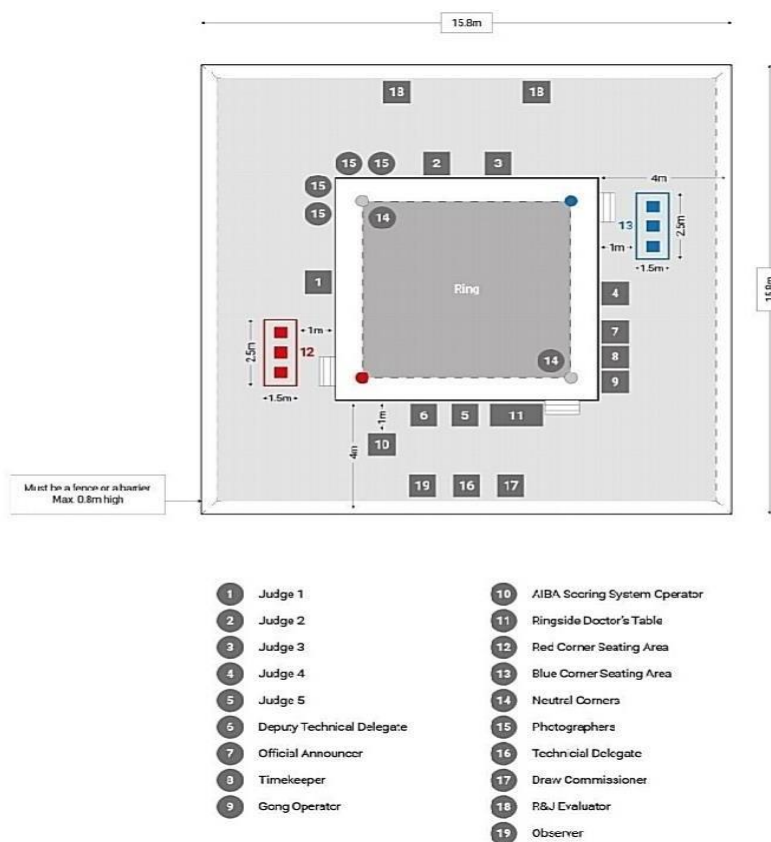 15.8m
18
18
15
15
2
3
15
15
14
4m
13
2.5m
1m
1.5m
1
Ring
4
15.8m
7
1m
12
2.5m
14
8
9
1.5m
6
5
11
1m
10
4m
Must be a fence or a barrier
Max. 0.8m high
19
16
17
1 Judge 1
2 Judge 2
3 Judge 3
4 Judge 4
5 Judge 5
6 Deputy Technical Delegate
7 Official Announcer
8 Timekeeper
9 Gong Operator
10 AIBA Scoring System Operator
11 Ringside Doctor's Table
12 Red Corner Seating Area
13 Blue Corner Seating Area
14 Neutral Corners
15 Photographers
16 Technicial Delegate
17 Draw Commissioner
18 R&J Evaluator
19 Observer